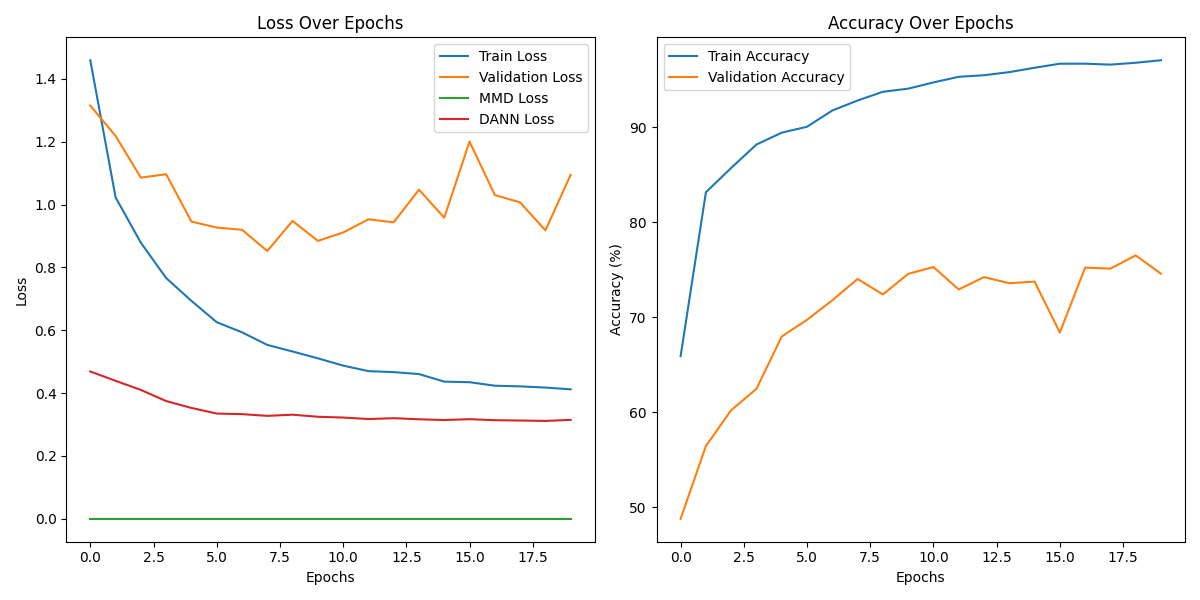 Loss Over Epochs
Train Loss
Validation Loss
MMD Loss
DANN Loss
Loss
1.4
1.2
1.0
0.8
0.6
0.4
0.2
0.0
0.0 2.5 5.0 7.5 10.0 12.5 15.0 17.5
Epochs
Accuracy Over Epochs
Train Accuracy
Validation Accuracy
Accuracy (%)
90
80
70
60
50
0.0 2.5 5.0 7.5 10.0 12.5 15.0 17.5
Epochs